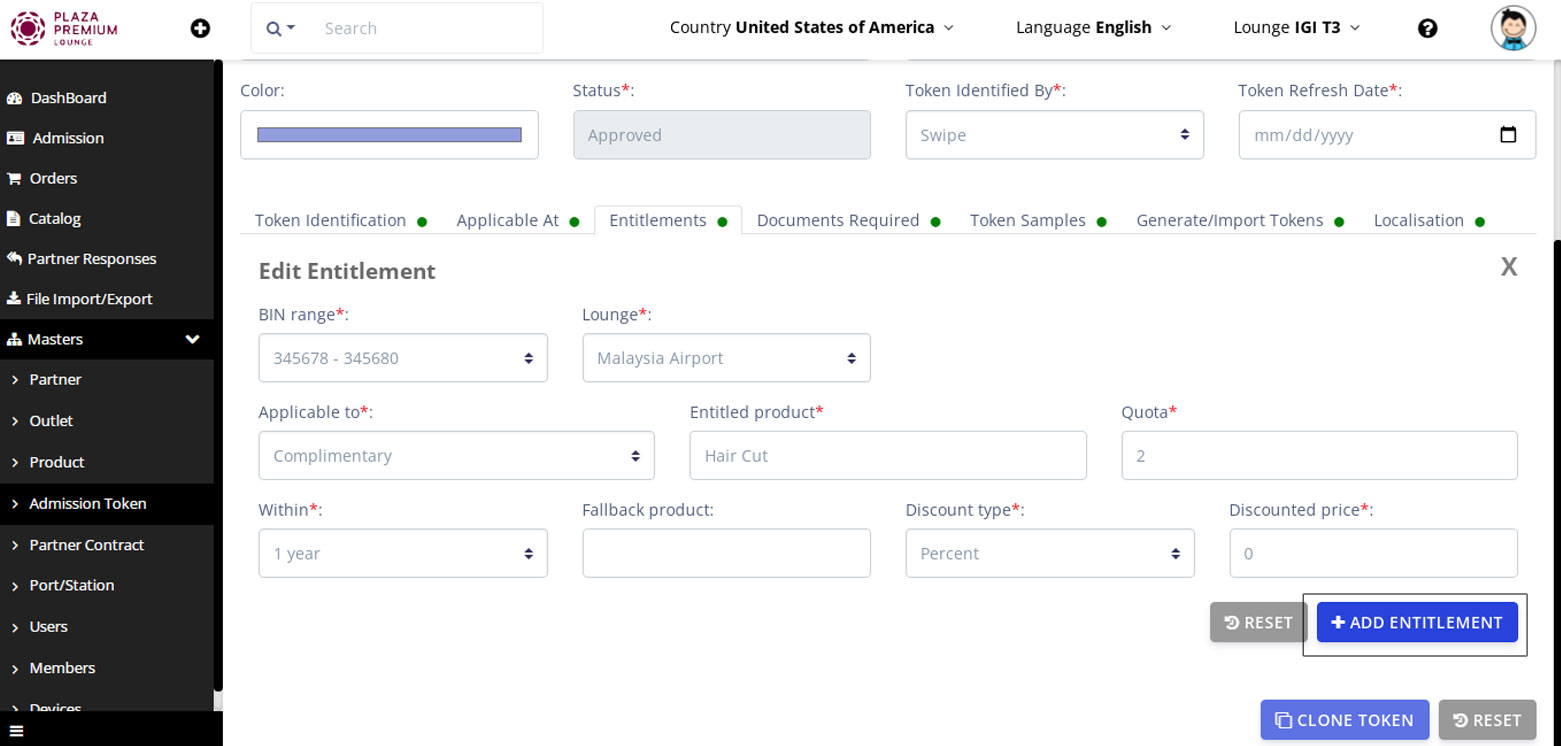 PLAZA
PREMIUM
LOUNGE
Search
Country United States of America
Language English
Lounge IGI T3
DashBoard
Admission
Orders
Catalog
Partner Responses
File Import/Export
Masters
Partner
Outlet
Product
Admission Token
Partner Contract
Port/Station
Users
Members
Devices
Color:
Status*:
Token Identified By*:
Token Refresh Date*:
Approved
Swipe
mm/dd/yyyy
Token Identification
Applicable At
Entitlements
Documents Required
Token Samples
Generate/Import Tokens
Localisation
Edit Entitlement
X
BIN range*:
Lounge*:
345678 - 345680
Malaysia Airport
Applicable to*:
Entitled product*
Quota*
Complimentary
Hair Cut
2
Within*:
Fallback product:
Discount type*:
Discounted price*:
1 year
Percent
0
RESET
ADD ENTITLEMENT
CLONE TOKEN
RESET